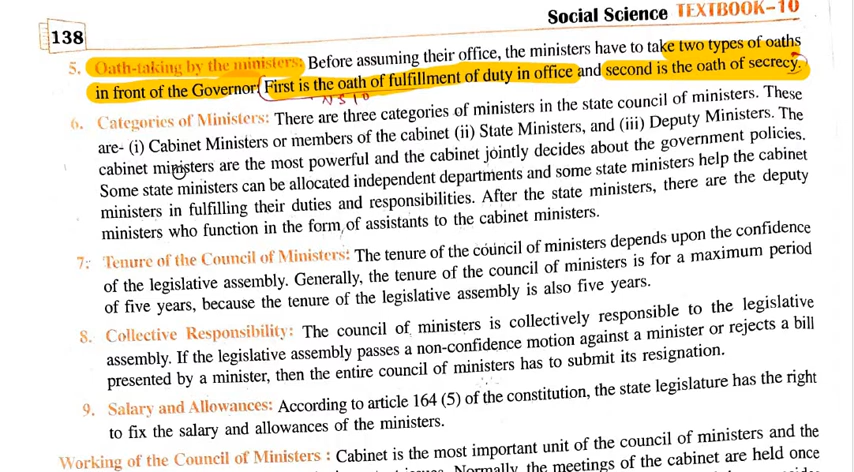 Social Science TEXTBOOK-10
138
5. Oath-taking by the ministers: Before assuming their office, the ministers have to take two types of oaths
in front of the Governor. First is the oath of fulfillment of duty in office and second is the oath of secrecy.
6. Categories of Ministers: There are three categories of ministers in the state council of ministers. These
are- (i) Cabinet Ministers or members of the cabinet (ii) State Ministers, and (iii) Deputy Ministers. The
cabinet ministers are the most powerful and the cabinet jointly decides about the government policies.
Some state ministers can be allocated independent departments and some state ministers help the cabinet
ministers in fulfilling their duties and responsibilities. After the state ministers, there are the deputy
ministers who function in the form of assistants to the cabinet ministers.
7. Tenure of the Council of Ministers: The tenure of the council of ministers depends upon the confidence
of the legislative assembly. Generally, the tenure of the council of ministers is for a maximum period
of five years, because the tenure of the legislative assembly is also five years.
8. Collective Responsibility: The council of ministers is collectively responsible to the legislative
assembly. If the legislative assembly passes a non-confidence motion against a minister or rejects a bill
presented by a minister, then the entire council of ministers has to submit its resignation.
9. Salary and Allowances: According to article 164 (5) of the constitution, the state legislature has the right
to fix the salary and allowances of the ministers.
Working of the Council of Ministers : Cabinet is the most important unit of the council of ministers and the
Normally, the meetings of the cabinet are held once